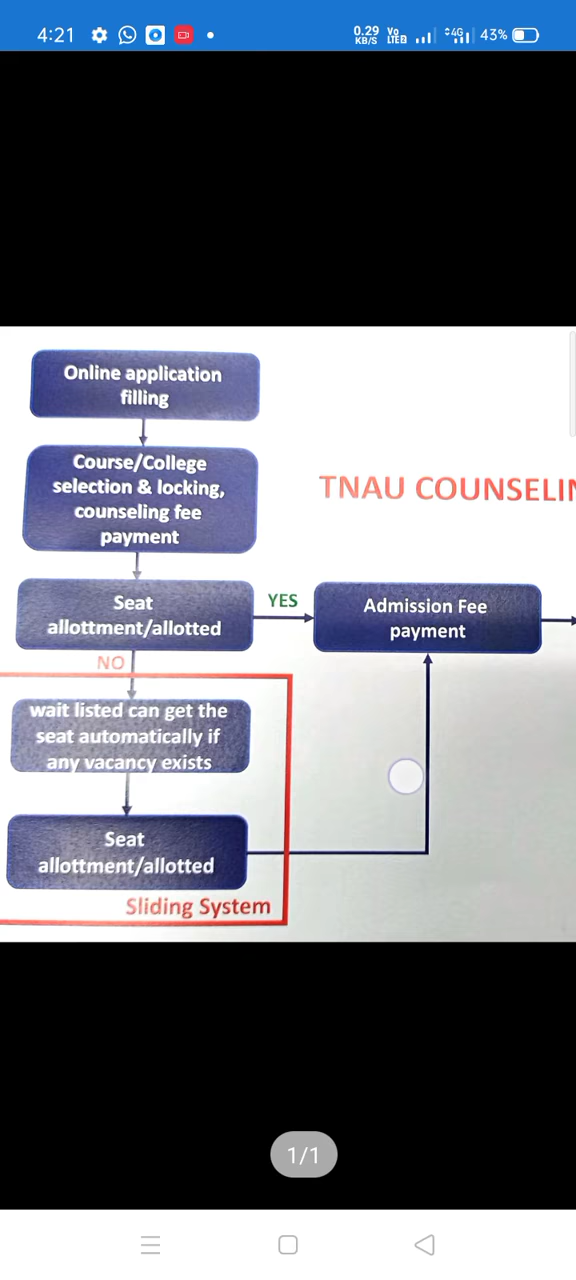 4:21
0.29
KB/S
Vo
LTE2
4G
43%
Online application
filling
Course/College
selection & locking,
counseling fee
payment
TNAU COUNSELIN
Seat
allottment/allotted
YES
Admission Fee
payment
NO
wait listed can get the
seat automatically if
any vacancy exists
Seat
allottment/allotted
Sliding System
1/1